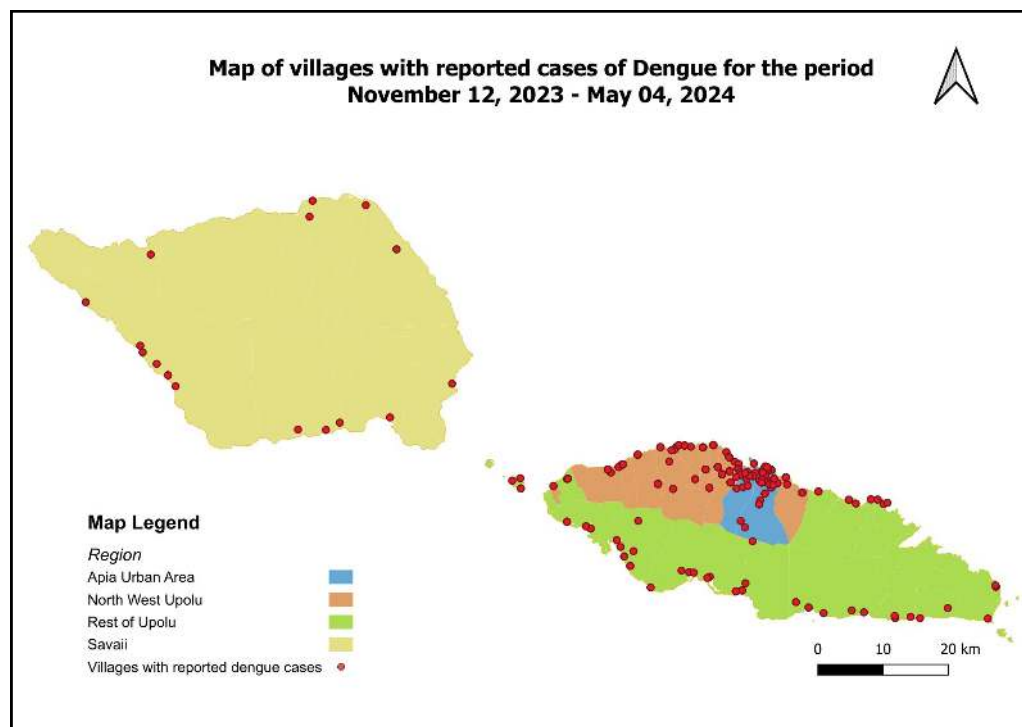 Map of villages with reported cases of Dengue for the period
November 12, 2023 - May 04, 2024
Map Legend
Region
Apia Urban Area
North West Upolu
Rest of Upolu
Savaii
Villages with reported dengue cases
0 10 20 km